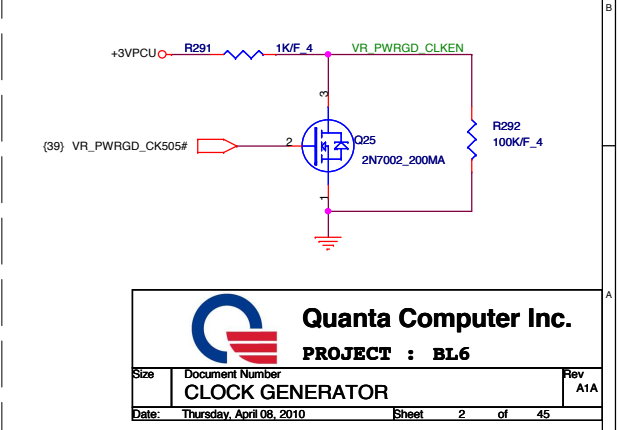 B
+3VPCU R291 1K/F_4 VR_PWRGD_CLKEN
3
R292
100K/F_4
{39} VR_PWRGD_CK505# 2 Q25
2N7002_200MA
1
A
Quanta Computer Inc.
PROJECT : BL6
Size Document Number Rev
CLOCK GENERATOR A1A
Date: Thursday, April 08, 2010 Sheet 2 of 45